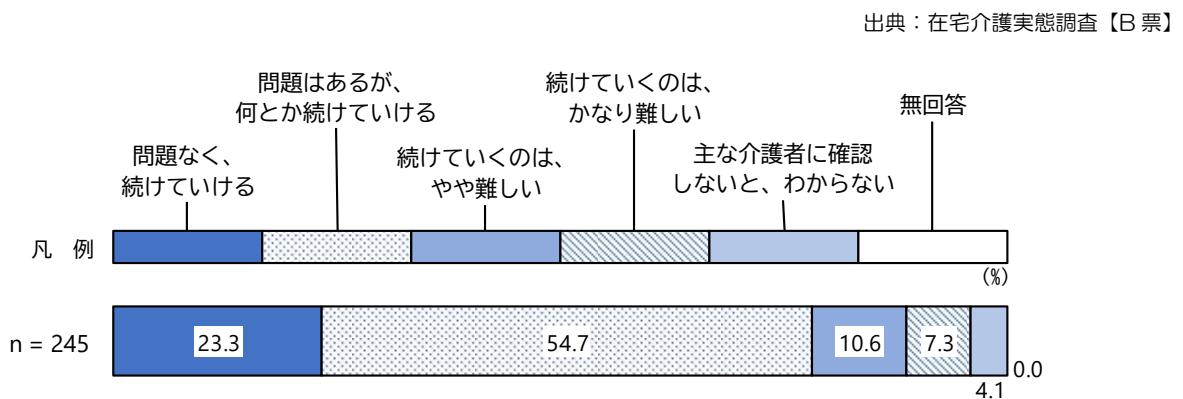 出典：在宅介護実態調査【B 票】
問題はあるが、
何とか続けていける
続けていくのは、
かなり難しい
無回答
問題なく、
続けていける
続けていくのは、
やや難しい
主な介護者に確認
しないと、わからない
凡　例
(%)
n = 245
23.3
54.7
10.6
7.3
0.0
4.1